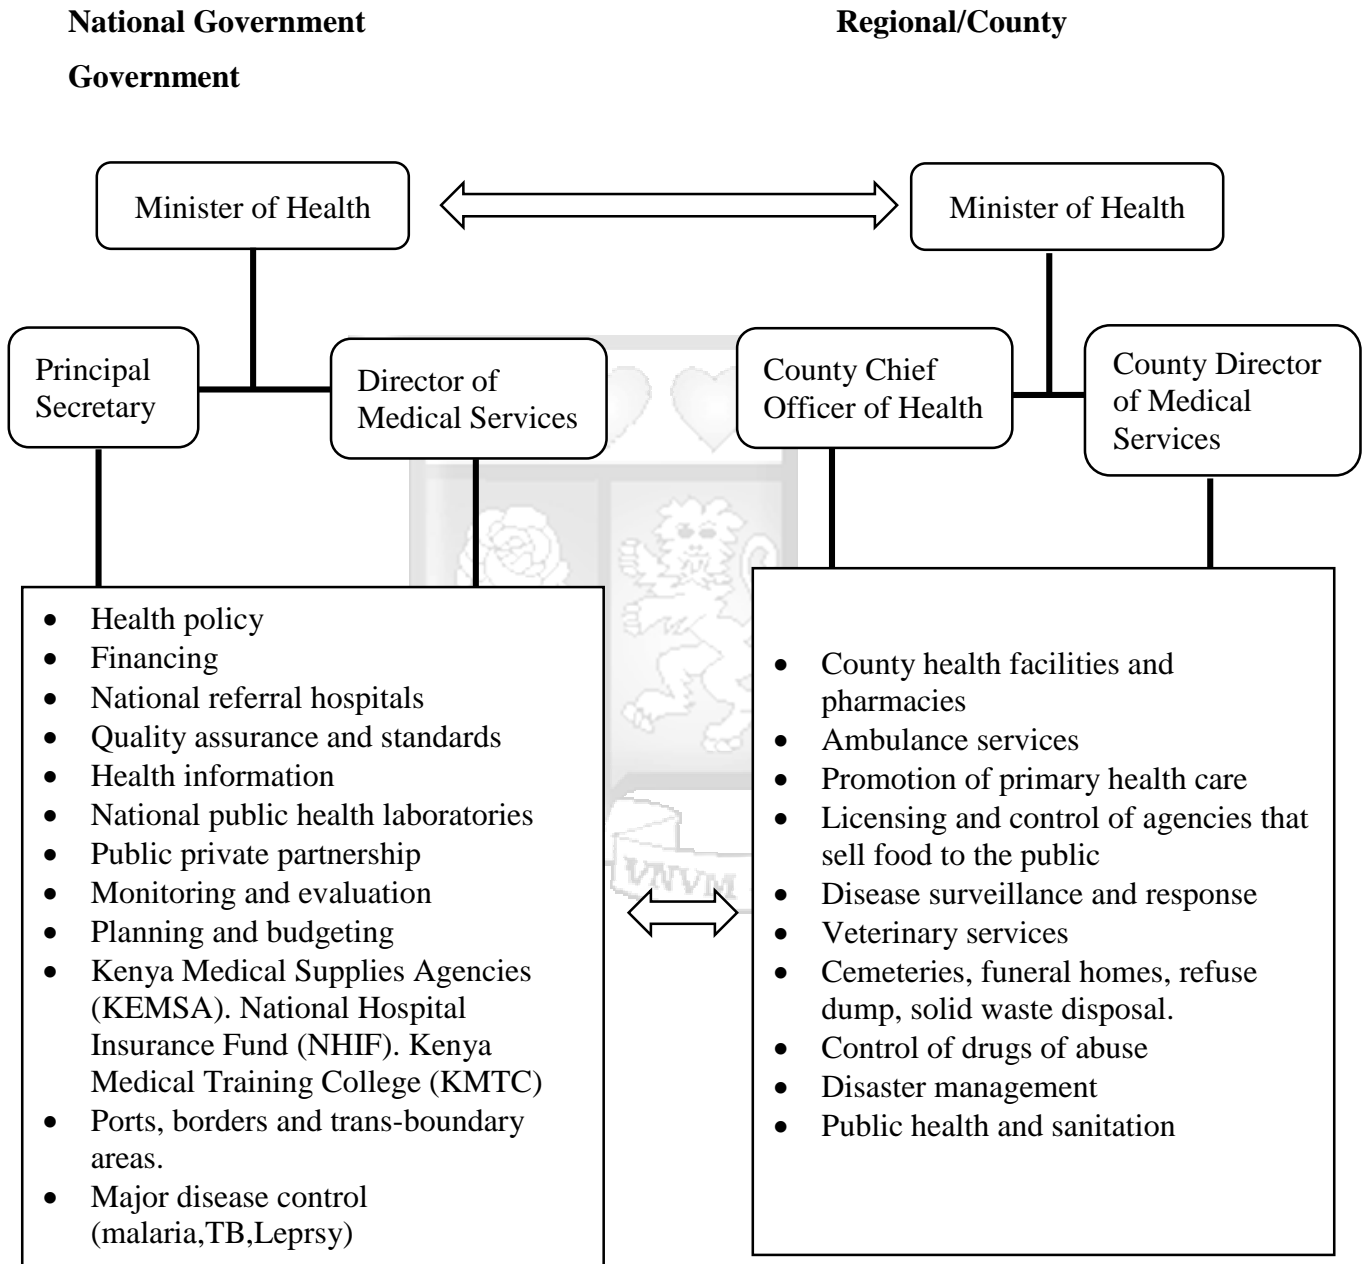 National Government Regional/County
Government
Minister of Health
Minister of Health
Principal
Secretary
Director of
Medical Services
County Chief
Officer of Health
County Director
of Medical
Services
• Health policy
• Financing
• National referral hospitals
• Quality assurance and standards
• Health information
• National public health laboratories
• Public private partnership
• Monitoring and evaluation
• Planning and budgeting
• Kenya Medical Supplies Agencies
(KEMSA). National Hospital
Insurance Fund (NHIF). Kenya
Medical Training College (KMTC)
• Ports, borders and trans-boundary
areas.
• Major disease control
(malaria,TB,Leprsy)
• County health facilities and
pharmacies
• Ambulance services
• Promotion of primary health care
• Licensing and control of agencies that
sell food to the public
• Disease surveillance and response
• Veterinary services
• Cemeteries, funeral homes, refuse
dump, solid waste disposal.
• Control of drugs of abuse
• Disaster management
• Public health and sanitation
VNVM